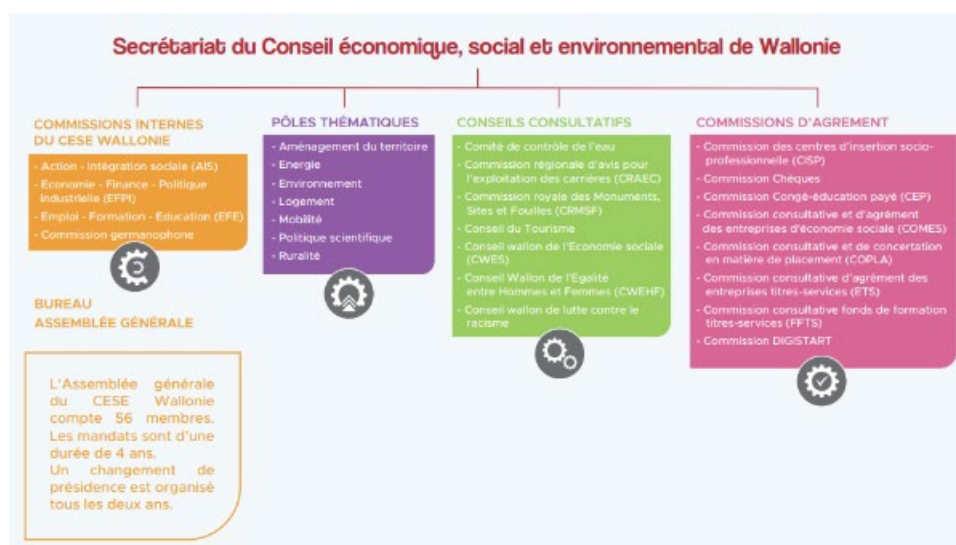 Secrétariat du Conseil économique, social et environnemental de Wallonie
COMMISSIONS INTERNES
DU CESE WALLONIE
- Action - Intégration sociale (AIS)
- Economie - Finance - Politique
Industrielle (EFPI)
- Emploi - Formation - Education (EFE)
- Commission germanophone
BUREAU
ASSEMBLÉE GÉNÉRALE
L'Assemblée générale
du CESE Wallonie
compte 56 membres.
Les mandats sont d'une
durée de 4 ans.
Un changement de
présidence est organisé
tous les deux ans.
PÔLES THÉMATIQUES
- Aménagement du territoire
- Energie
- Environnement
- Logement
- Mobilité
- Politique scientifique
- Ruralité
CONSEILS CONSULTATIFS
- Comité de contrôle de l'eau
- Commission régionale d'avis pour
l'exploitation des carrières (CRAEC)
- Commission royale des Monuments,
Sites et Fouilles (CRMSF)
- Conseil du Tourisme
- Conseil wallon de l'Economie sociale
(CWES)
- Conseil Wallon de l'Egalité
entre Hommes et Femmes (CWEHF)
- Conseil wallon de lutte contre le
racisme
COMMISSIONS D'AGREMENT
- Commission des centres d'insertion socio-
professionnelle (CISP)
- Commission Chèques
- Commission Congé-éducation payé (CEP)
- Commission consultative et d'agrément
des entreprises d'économie sociale (COMES)
- Commission consultative et de concertation
en matière de placement (COPLA)
- Commission consultative d'agrément des
entreprises titres-services (ETS)
- Commission consultative fonds de formation
titres-services (FFTS)
- Commission DIGISTART